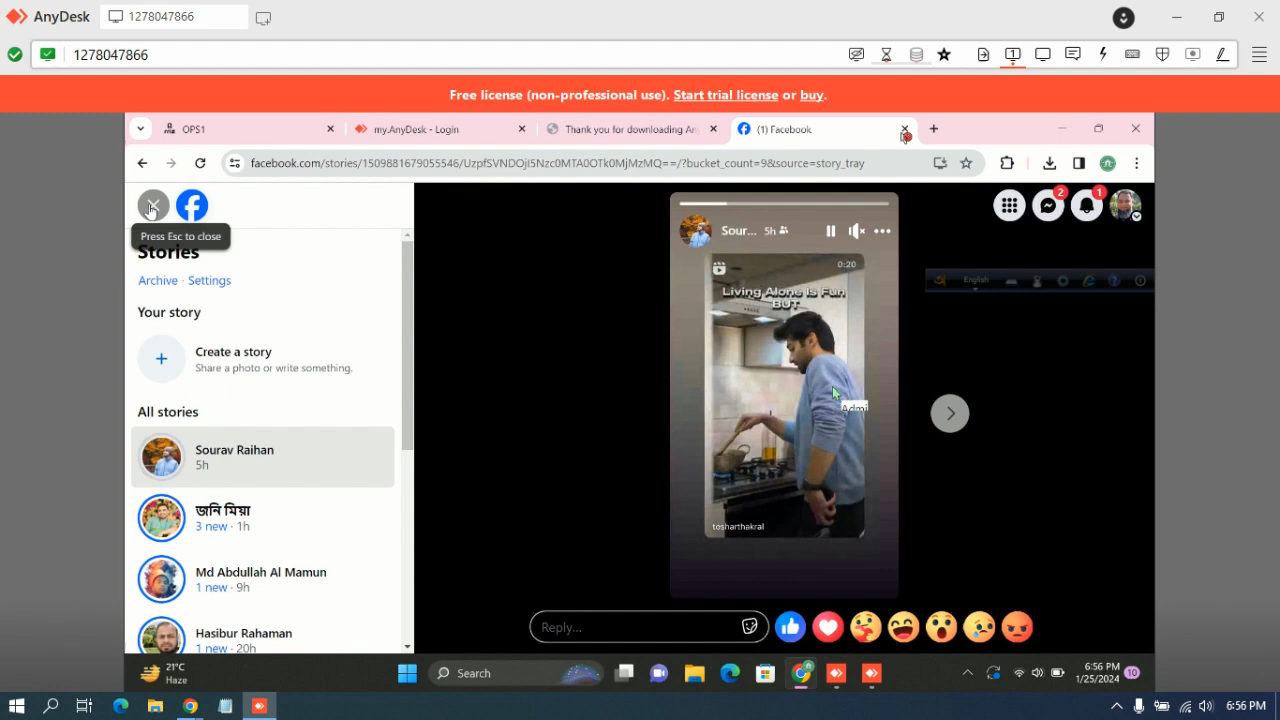 AnyDesk
1278047866
1278047866
Free license (non-professional use). Start trial license or buy.
OPS1
my.AnyDesk - Login
Thank you for downloading An
(1) Facebook
facebook.com/stories/1509881679055546/UzpfSVNDOjI5Nzc0MTA0OTk0MjMzMQ==/?bucket_count=9&source=story_tray
Press Esc to close
Stories
Archive · Settings
Your story
Create a story
Share a photo or write something.
All stories
Sourav Raihan
5h
জনি মিয়া
3 new · 1h
Md Abdullah Al Mamun
1 new · 9h
Hasibur Rahaman
1 new · 20h
Sour... 5h
0:20
Living Alone Is Fun
BUT
Admi
tosharthakral
2
1
English
Reply...
21°C
Haze
Search
6:56 PM
1/25/2024
10
6:56 PM